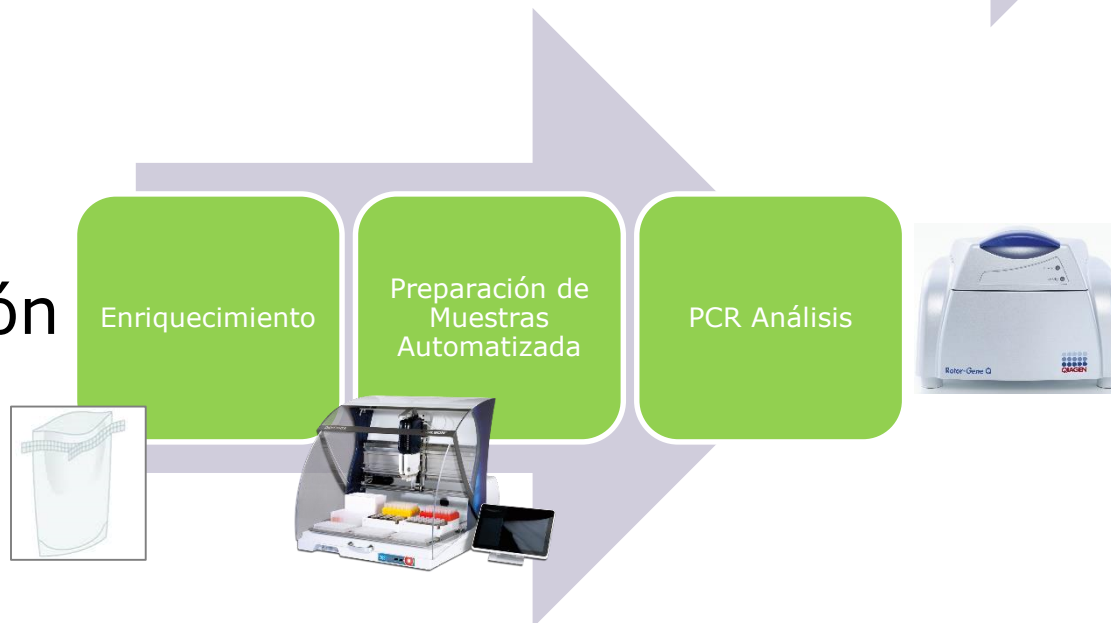 ón
Enriquecimiento
Preparación de
Muestras
Automatizada
PCR Análisis
Rotor-Gene Q
QIAGEN